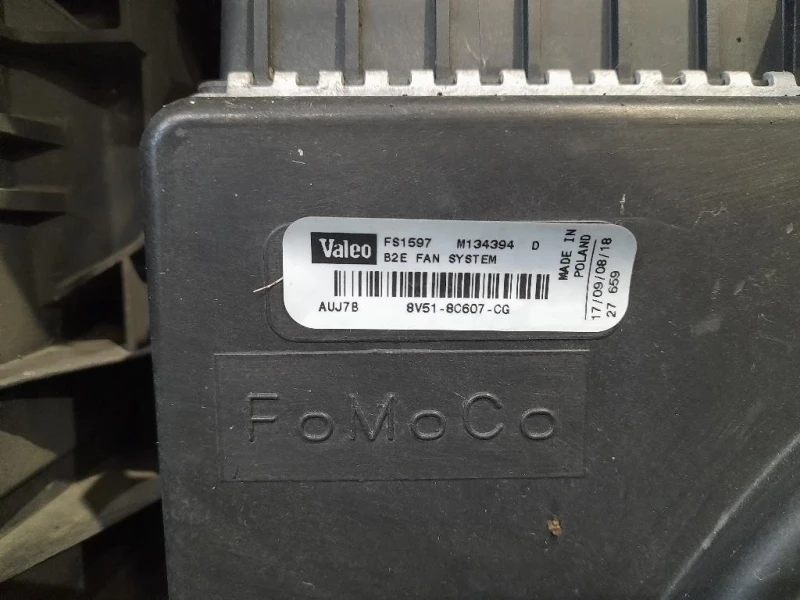 Valeo FS1597 M134394 D
B2E FAN SYSTEM
AUJ7B 8V51-8C607-CG
MADE IN
POLAND
17/09/08/18
27 659
FoMoCo